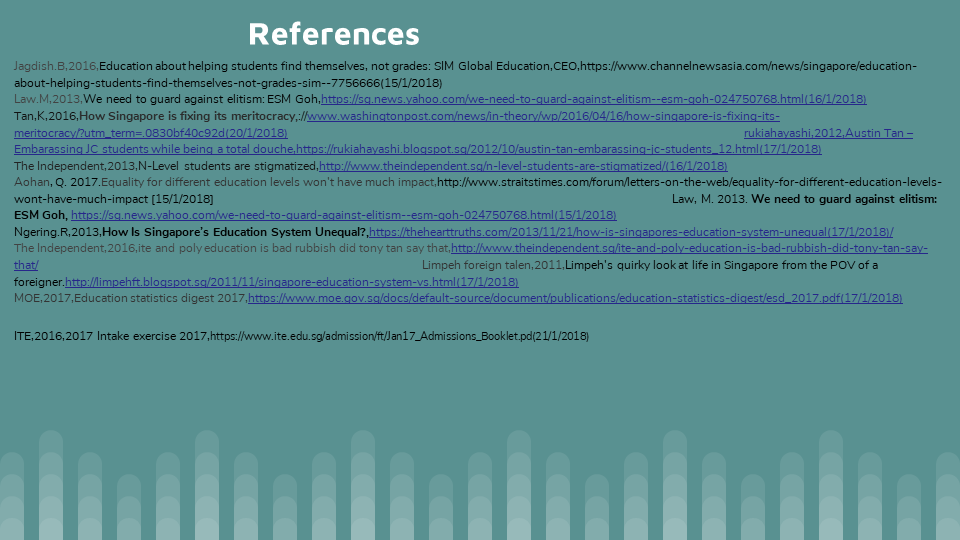 References
Jagdish.B,2016,Education about helping students find themselves, not grades: SIM Global Education,CEO,https://www.channelnewsasia.com/news/singapore/education-
about-helping-students-find-themselves-not-grades-sim--7756666(15/1/2018)
Law.M,2013,We need to guard against elitism: ESM Goh,https://sg.news.yahoo.com/we-need-to-guard-against-elitism--esm-goh-024750768.html(16/1/2018)
Tan,K,2016,How Singapore is fixing its meritocracy,://www.washingtonpost.com/news/in-theory/wp/2016/04/16/how-singapore-is-fixing-its-
meritocracy/?utm_term=.0830bf40c92d(20/1/2018) rukiahayashi,2012,Austin Tan –
Embarassing JC students while being a total douche,https://rukiahayashi.blogspot.sg/2012/10/austin-tan-embarassing-jc-students_12.html(17/1/2018)
The Independent,2013,N-Level students are stigmatized,http://www.theindependent.sg/n-level-students-are-stigmatized/(16/1/2018)
Aohan, Q. 2017.Equality for different education levels won't have much impact,http://www.straitstimes.com/forum/letters-on-the-web/equality-for-different-education-levels-
wont-have-much-impact [15/1/2018] Law, M. 2013. We need to guard against elitism:
ESM Goh, https://sg.news.yahoo.com/we-need-to-guard-against-elitism--esm-goh-024750768.html(15/1/2018)
Ngering.R,2013,How Is Singapore's Education System Unequal?,https://thehearttruths.com/2013/11/21/how-is-singapores-education-system-unequal(17/1/2018)/
The Independent,2016,ite and poly education is bad rubbish did tony tan say that,http://www.theindependent.sg/ite-and-poly-education-is-bad-rubbish-did-tony-tan-say-
that/ Limpeh foreign talen,2011,Limpeh's quirky look at life in Singapore from the POV of a
foreigner,http://limpehft.blogspot.sg/2011/11/singapore-education-system-vs.html(17/1/2018)
MOE,2017,Education statistics digest 2017,https://www.moe.gov.sg/docs/default-source/document/publications/education-statistics-digest/esd_2017.pdf(17/1/2018)
ITE,2016,2017 Intake exercise 2017,https://www.ite.edu.sg/admission/ft/Jan17_Admissions_Booklet.pd(21/1/2018)